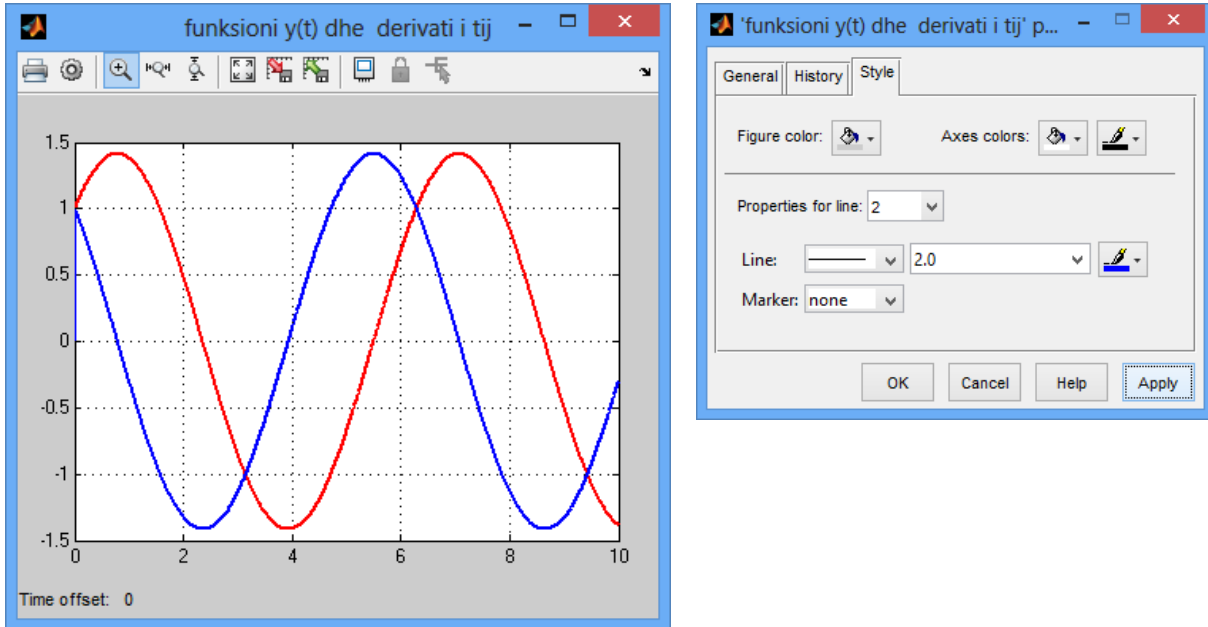 funksioni y(t) dhe  derivati i tij
1.5
1
0.5
0
-0.5
-1
-1.5
0 2 4 6 8 10
Time offset: 0
'funksioni y(t) dhe  derivati i tij' p...
General History Style
Figure color: Axes colors:
Properties for line: 2
Line: 2.0
Marker: none
OK Cancel Help Apply